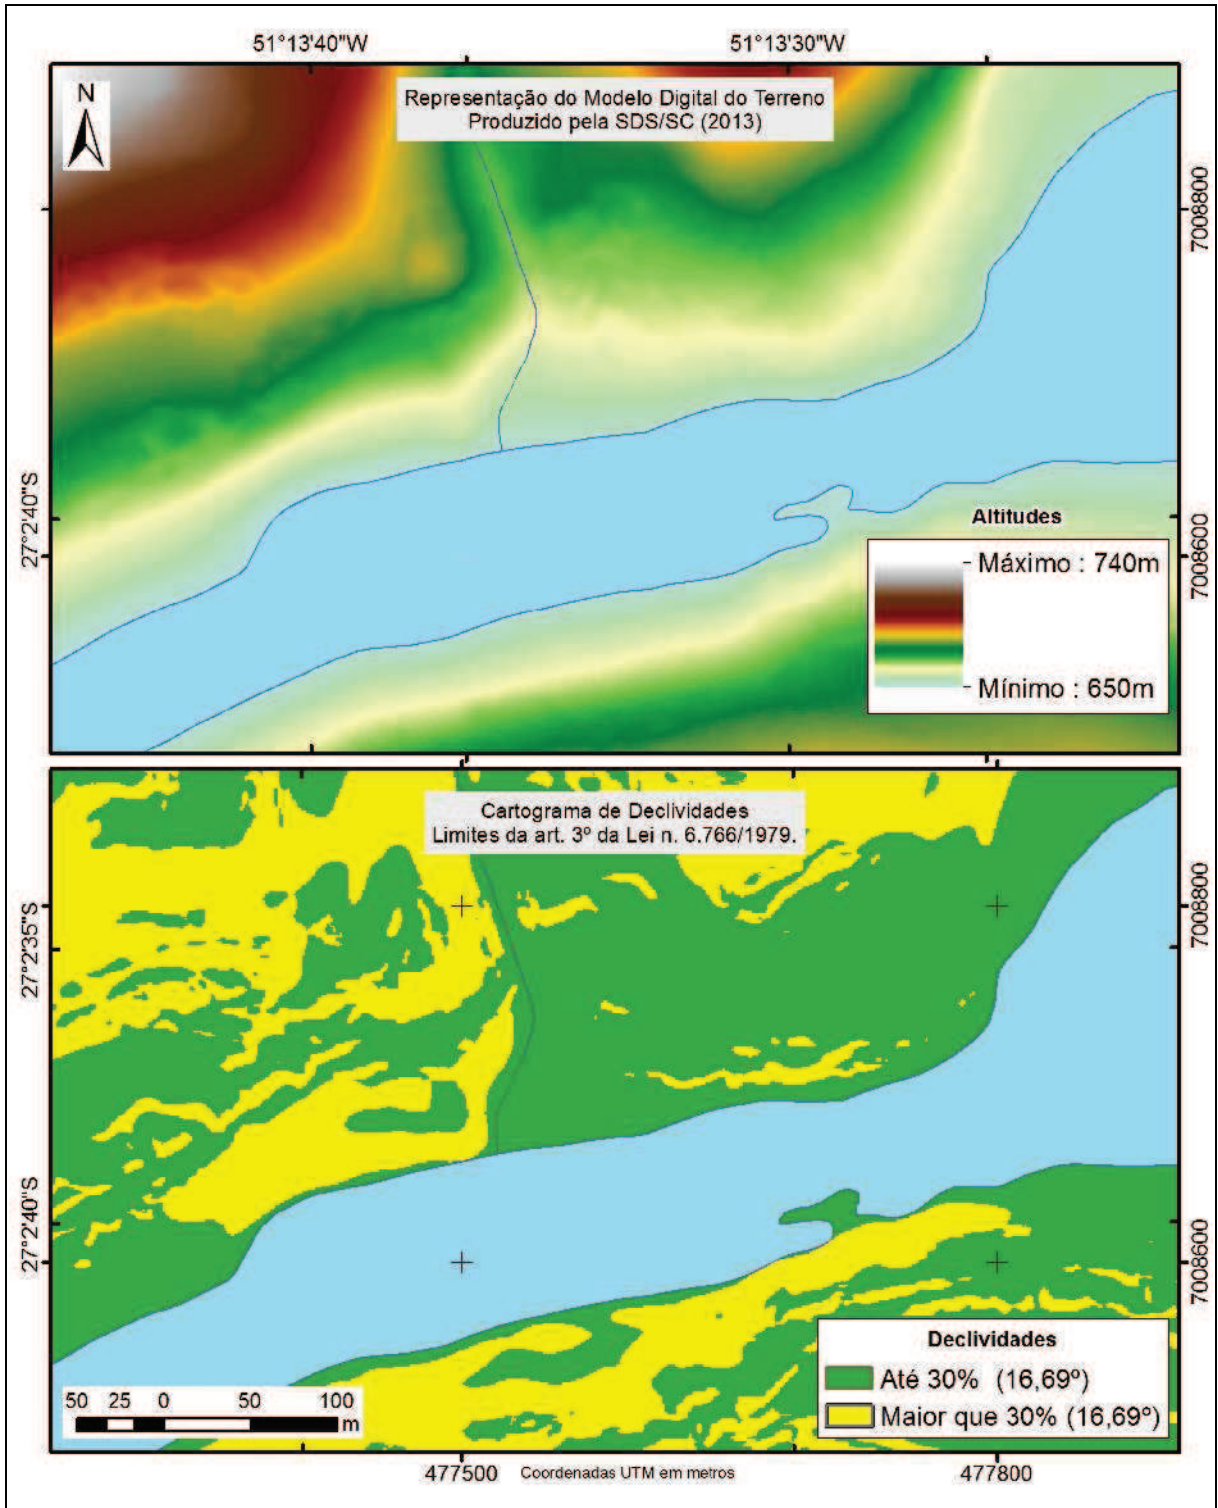 51°13'40"W
51°13'30"W
N
Representação do Modelo Digital do Terreno
Produzido pela SDS/SC (2013)
7008800
27°2'40"S
Altitudes
Máximo : 740m
Mínimo : 650m
7008600
Cartograma de Declividades
Limites da art. 3º da Lei n. 6.766/1979.
27°2'35"S
7008800
27°2'40"S
7008600
Declividades
Até 30% (16,69º)
Maior que 30% (16,69º)
50 25 0 50 100
m
477500
Coordenadas UTM em metros
477800